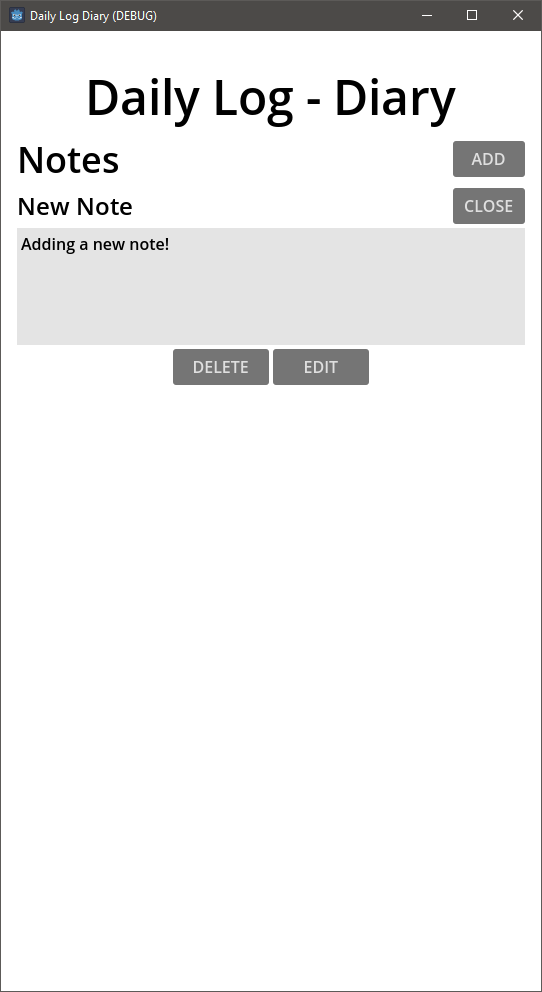 Daily Log Diary (DEBUG)
Daily Log - Diary
Notes ADD
New Note CLOSE
Adding a new note!
DELETE EDIT